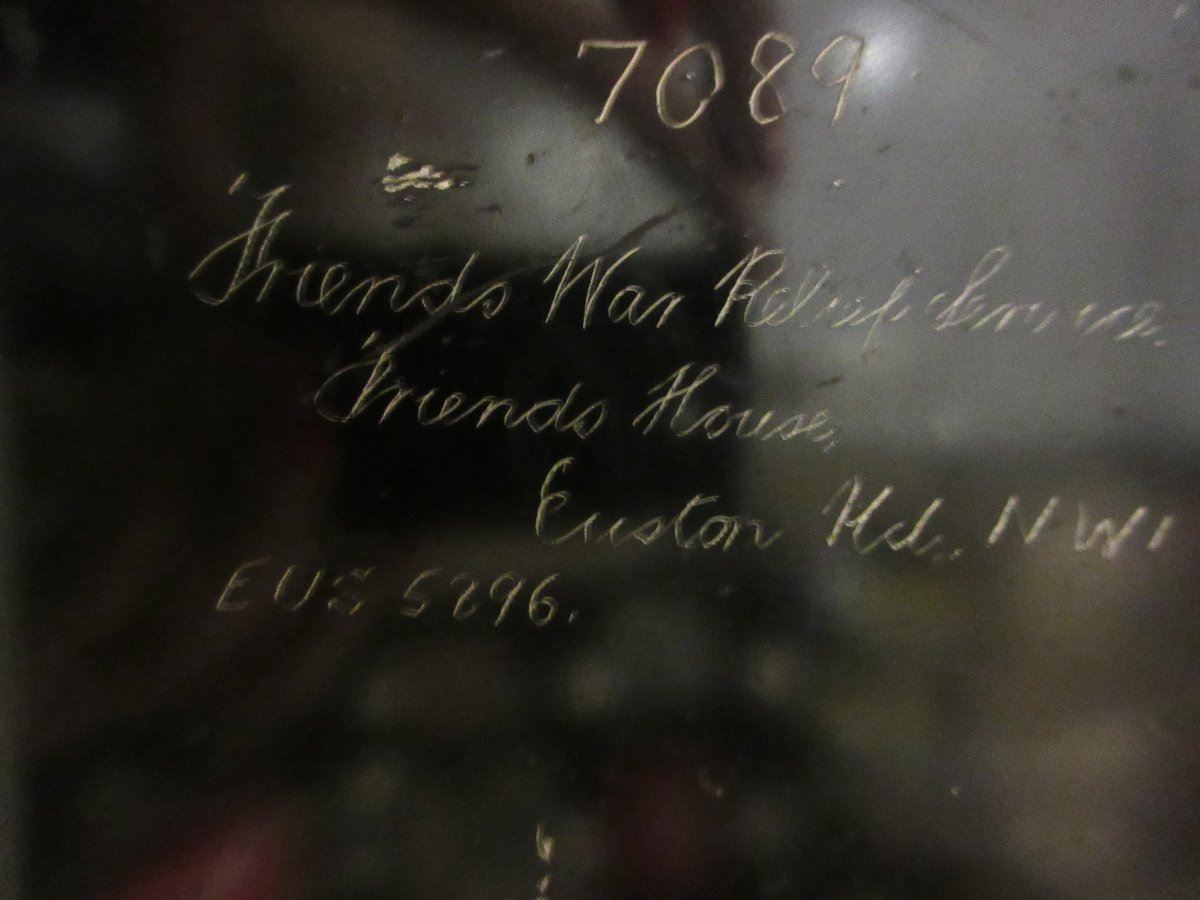 7089
Friends War Relief Service.
Friends House,
Euston Rd., NW1
EUS 5296.